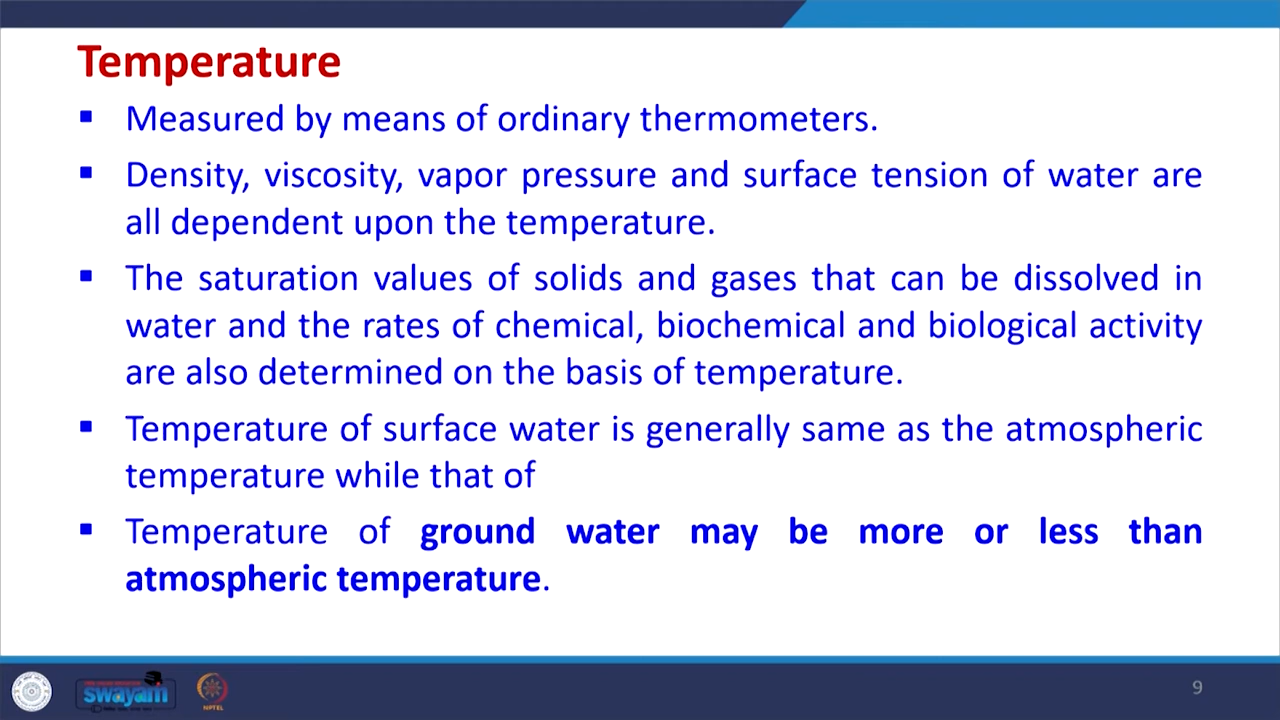 Temperature
▪ Measured by means of ordinary thermometers.
▪ Density, viscosity, vapor pressure and surface tension of water are
all dependent upon the temperature.
▪ The saturation values of solids and gases that can be dissolved in
water and the rates of chemical, biochemical and biological activity
are also determined on the basis of temperature.
▪ Temperature of surface water is generally same as the atmospheric
temperature while that of
▪ Temperature of ground water may be more or less than
atmospheric temperature.
swayam
NPTEL
9